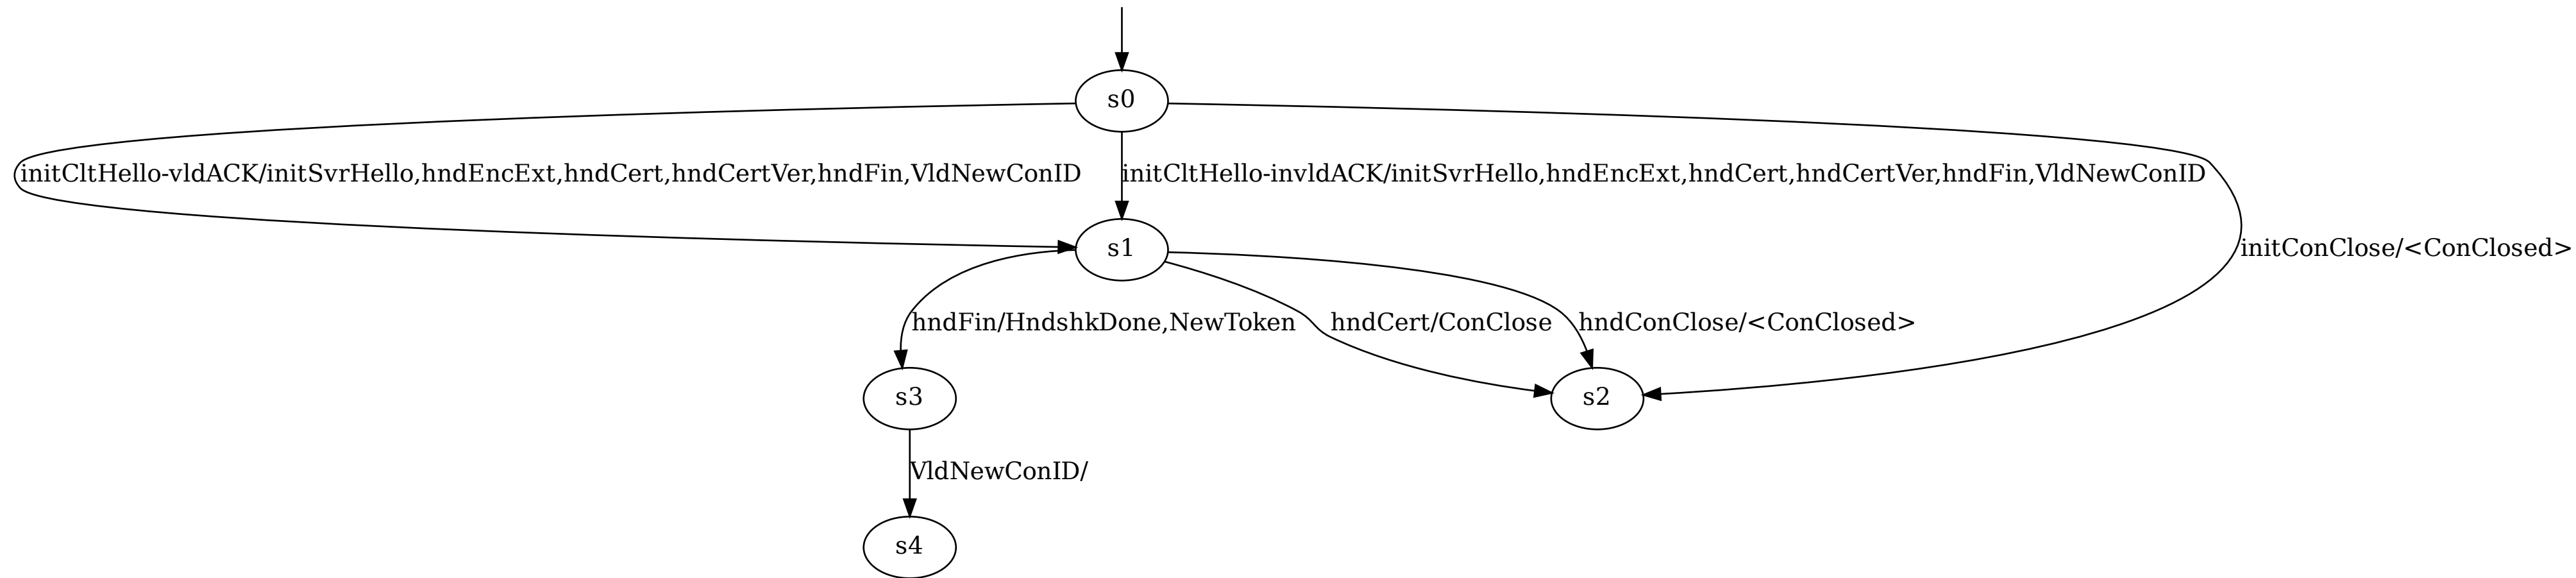 s0
initCltHello-vldACK/initSvrHello,hndEncExt,hndCert,hndCertVer,hndFin,VldNewConID
initCltHello-invldACK/initSvrHello,hndEncExt,hndCert,hndCertVer,hndFin,VldNewConID
s1
initConClose/<ConClosed>
hndFin/HndshkDone,NewToken
hndCert/ConClose
hndConClose/<ConClosed>
s3
s2
VldNewConID/
s4